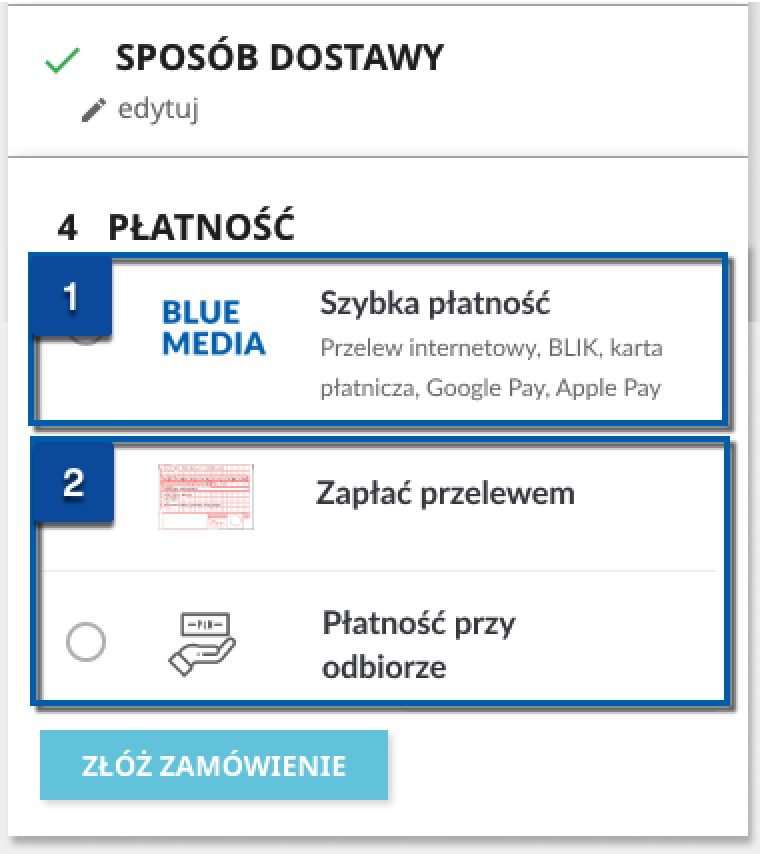 SPOSÓB DOSTAWY
edytuj
4 PŁATNOŚĆ
1
BLUE
MEDIA
Szybka płatność
Przelew internetowy, BLIK, karta
płatnicza, Google Pay, Apple Pay
2
Zapłać przelewem
Płatność przy
odbiorze
ZŁÓŻ ZAMÓWIENIE